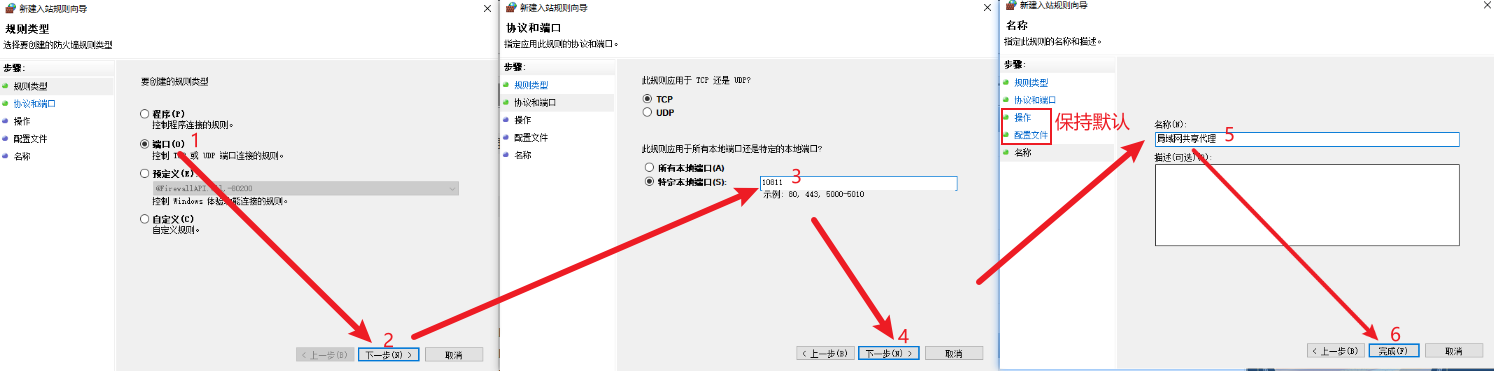 新建入站规则向导
规则类型
选择要创建的防火墙规则类型
步骤:
规则类型
协议和端口
操作
配置文件
名称
要创建的规则类型
程序(P)
控制程序连接的规则。
1
端口(O)
控制 TCP 或 UDP 端口连接的规则。
预定义(E):
控制 Windows 体验功能连接的规则。
自定义(C)
自定义规则。
2
< 上一步(B)
下一步(N) >
取消
新建入站规则向导
协议和端口
指定应用此规则的协议和端口。
步骤:
规则类型
协议和端口
操作
配置文件
名称
此规则应用于 TCP 还是 UDP?
TCP
UDP
此规则应用于所有本地端口还是特定的本地端口?
所有本地端口(A)
特定本地端口(S):
10811
3
示例: 80, 443, 5000-5010
4
< 上一步(B)
下一步(N) >
取消
新建入站规则向导
名称
指定此规则的名称和描述。
步骤:
规则类型
协议和端口
操作
配置文件
名称
保持默认
名称(N):
局域网共享代理
5
描述(可选)(D):
6
< 上一步(B)
完成(F)
取消